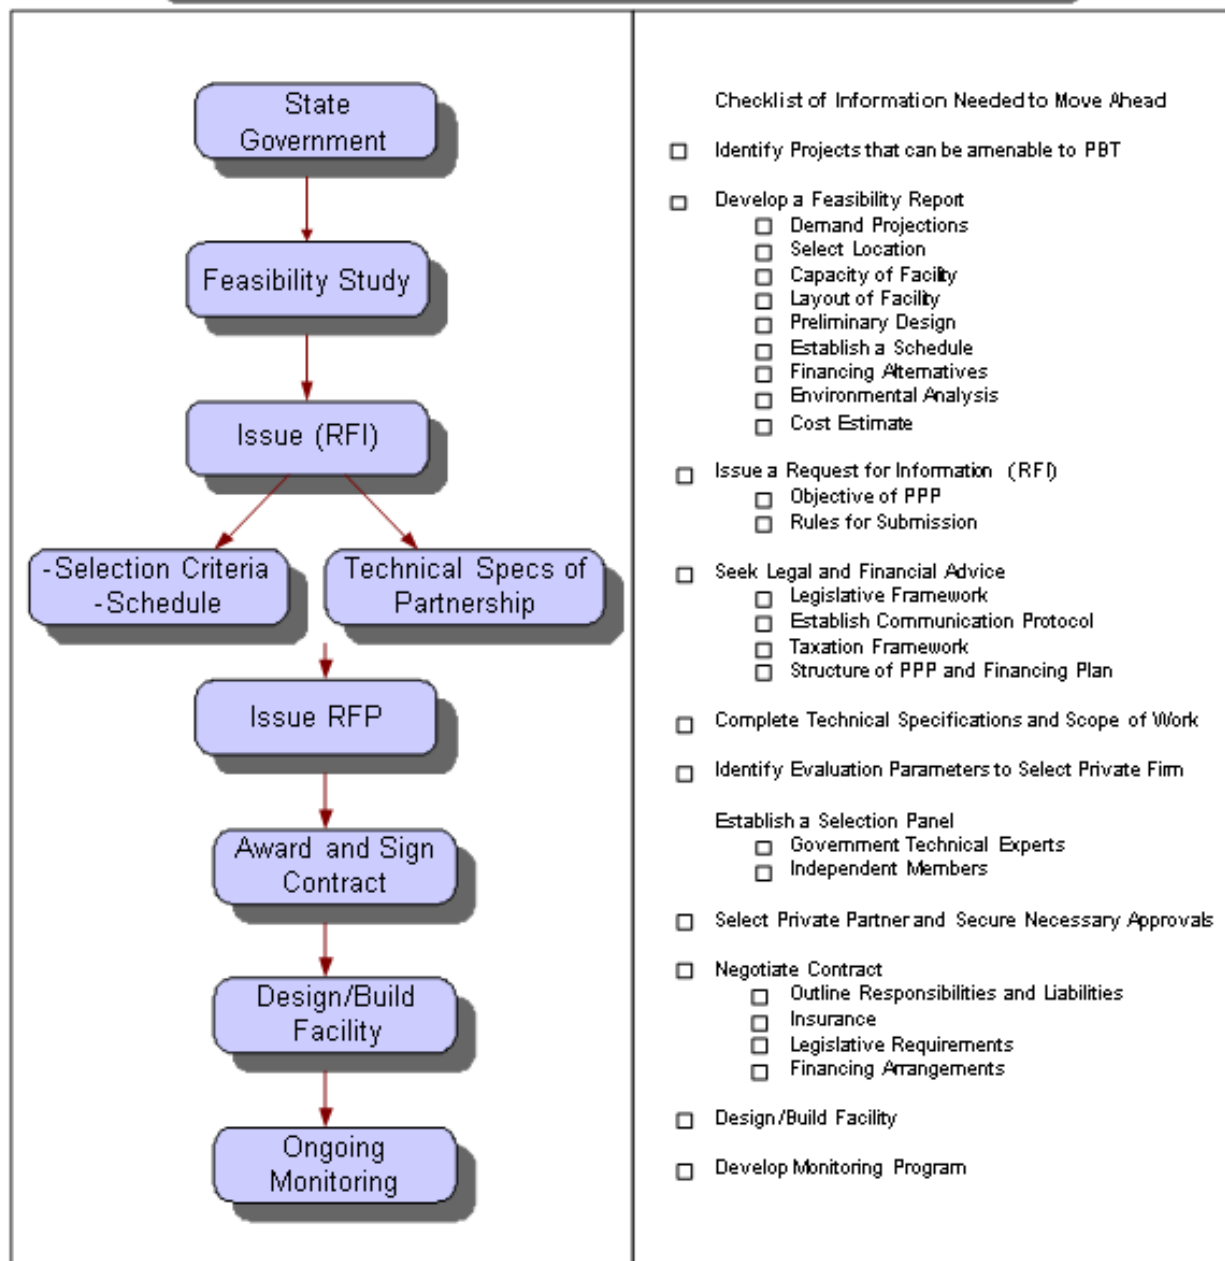 State
Government
Feasibility Study
Issue (RFI)
-Selection Criteria
-Schedule
Technical Specs of
Partnership
Issue RFP
Award and Sign
Contract
Design/Build
Facility
Ongoing
Monitoring
Checklist of Information Needed to Move Ahead
Identify Projects that can be amenable to PBT
Develop a Feasibility Report
Demand Projections
Select Location
Capacity of Facility
Layout of Facility
Preliminary Design
Establish a Schedule
Financing Alternatives
Environmental Analysis
Cost Estimate
Issue a Request for Information (RFI)
Objective of PPP
Rules for Submission
Seek Legal and Financial Advice
Legislative Framework
Establish Communication Protocol
Taxation Framework
Structure of PPP and Financing Plan
Complete Technical Specifications and Scope of Work
Identify Evaluation Parameters to Select Private Firm
Establish a Selection Panel
Government Technical Experts
Independent Members
Select Private Partner and Secure Necessary Approvals
Negotiate Contract
Outline Responsibilities and Liabilities
Insurance
Legislative Requirements
Financing Arrangements
Design/Build Facility
Develop Monitoring Program